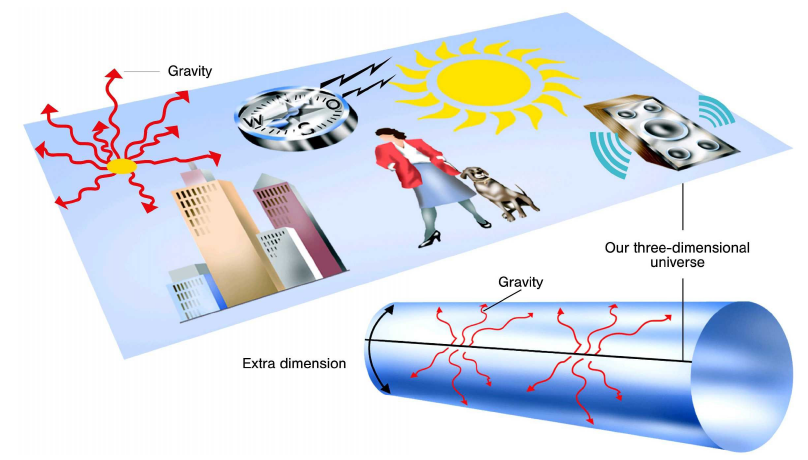 Gravity
W
S
O
Our three-dimensional
universe
Gravity
Extra dimension